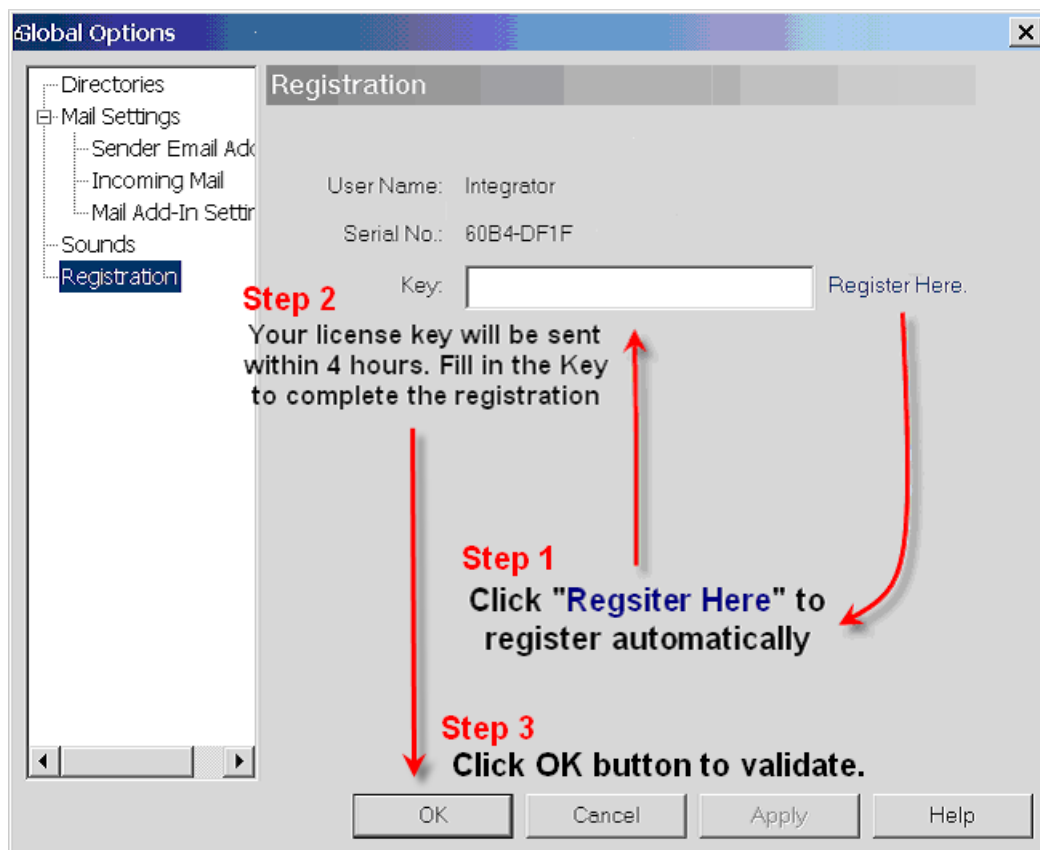 Global Options
Directories
Mail Settings
Sender Email Adc
Incoming Mail
Mail Add-In Settir
Sounds
Registration
Registration
User Name: Integrator
Serial No.: 60B4-DF1F
Key: Register Here.
Step 2
Your license key will be sent
within 4 hours. Fill in the Key
to complete the registration
Step 1
Click "Regsiter Here" to
register automatically
Step 3
Click OK button to validate.
OK Cancel Apply Help